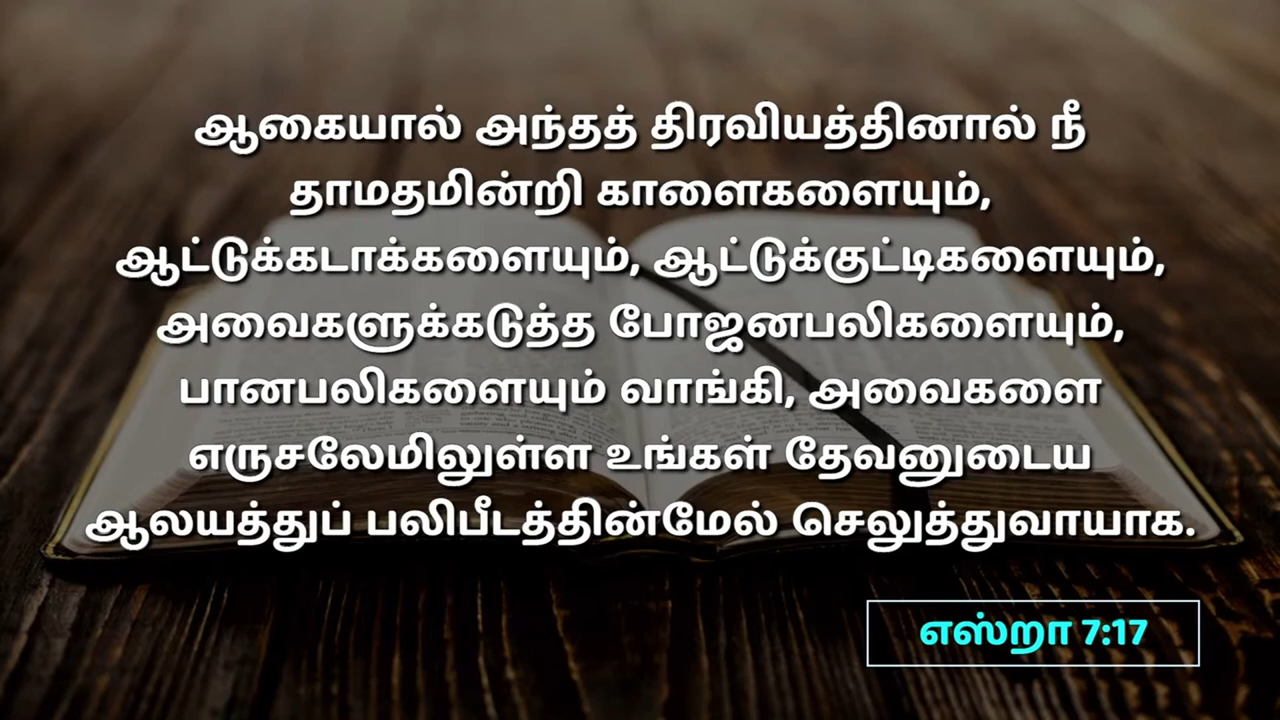 ஆகையால் அந்தத் திரவியத்தினால் நீ
தாமதமின்றி காளைகளையும்,
ஆட்டுக்கடாக்களையும், ஆட்டுக்குட்டிகளையும்,
அவைகளுக்கடுத்த போஜனபலிகளையும்,
பானபலிகளையும் வாங்கி, அவைகளை
எருசலேமிலுள்ள உங்கள் தேவனுடைய
ஆலயத்துப் பலிபீடத்தின்மேல் செலுத்துவாயாக.
எஸ்றா 7:17